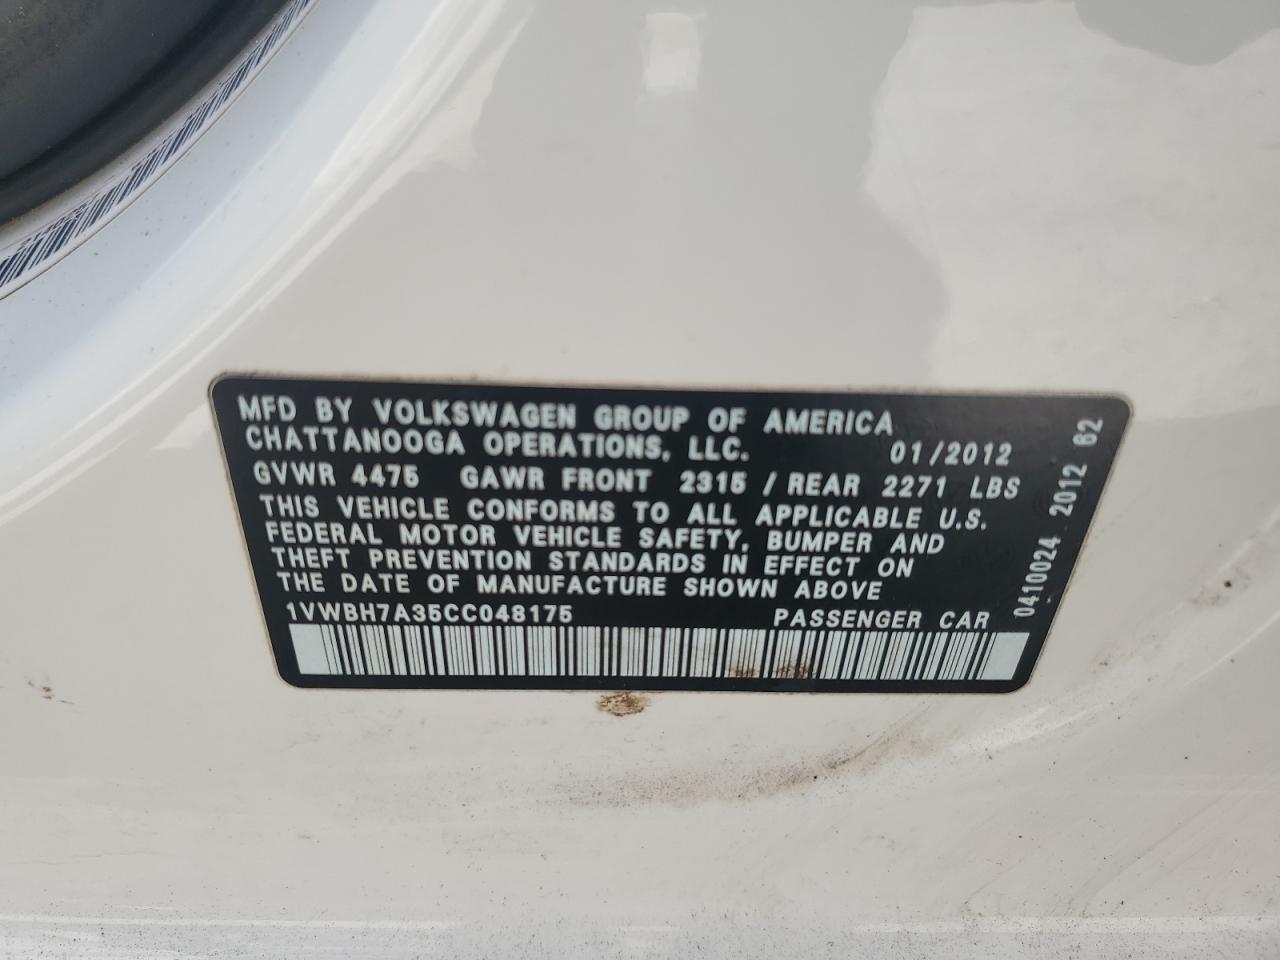 MFD BY VOLKSWAGEN GROUP OF AMERICA
CHATTANOOGA OPERATIONS, LLC. 01/2012
GVWR 4475 GAWR FRONT 2315 / REAR 2271 LBS
THIS VEHICLE CONFORMS TO ALL APPLICABLE U.S.
FEDERAL MOTOR VEHICLE SAFETY, BUMPER AND
THEFT PREVENTION STANDARDS IN EFFECT ON
THE DATE OF MANUFACTURE SHOWN ABOVE
1VWBH7A35CC048175 PASSENGER CAR
0410024 2012 62